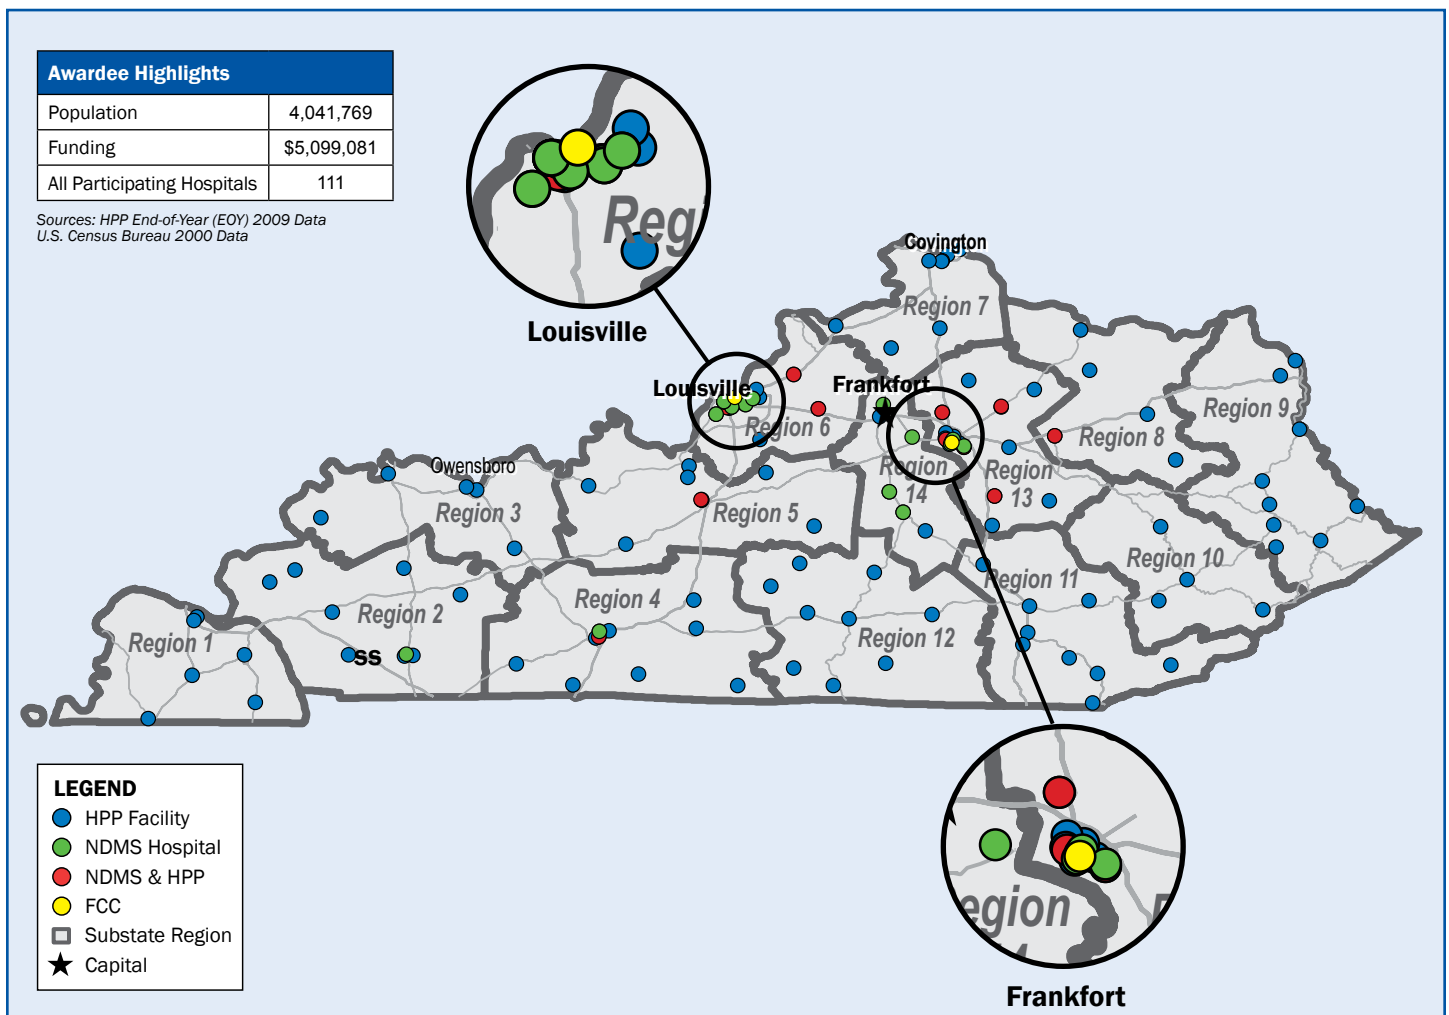 Awardee Highlights
Population 4,041,769
Funding $5,099,081
All Participating Hospitals 111
Sources: HPP End-of-Year (EOY) 2009 Data
U.S. Census Bureau 2000 Data
Reg
Louisville
Covington
Region 7
Louisville
Frankfort
Region 6
Region 9
Region 8
Owensboro
Region 3
Region 5
Region
14
Region
13
Region 10
Region 11
Region 4
Region 2
Region 1
Region 12
ss
egion
Frankfort
LEGEND
HPP Facility
NDMS Hospital
NDMS & HPP
FCC
Substate Region
Capital